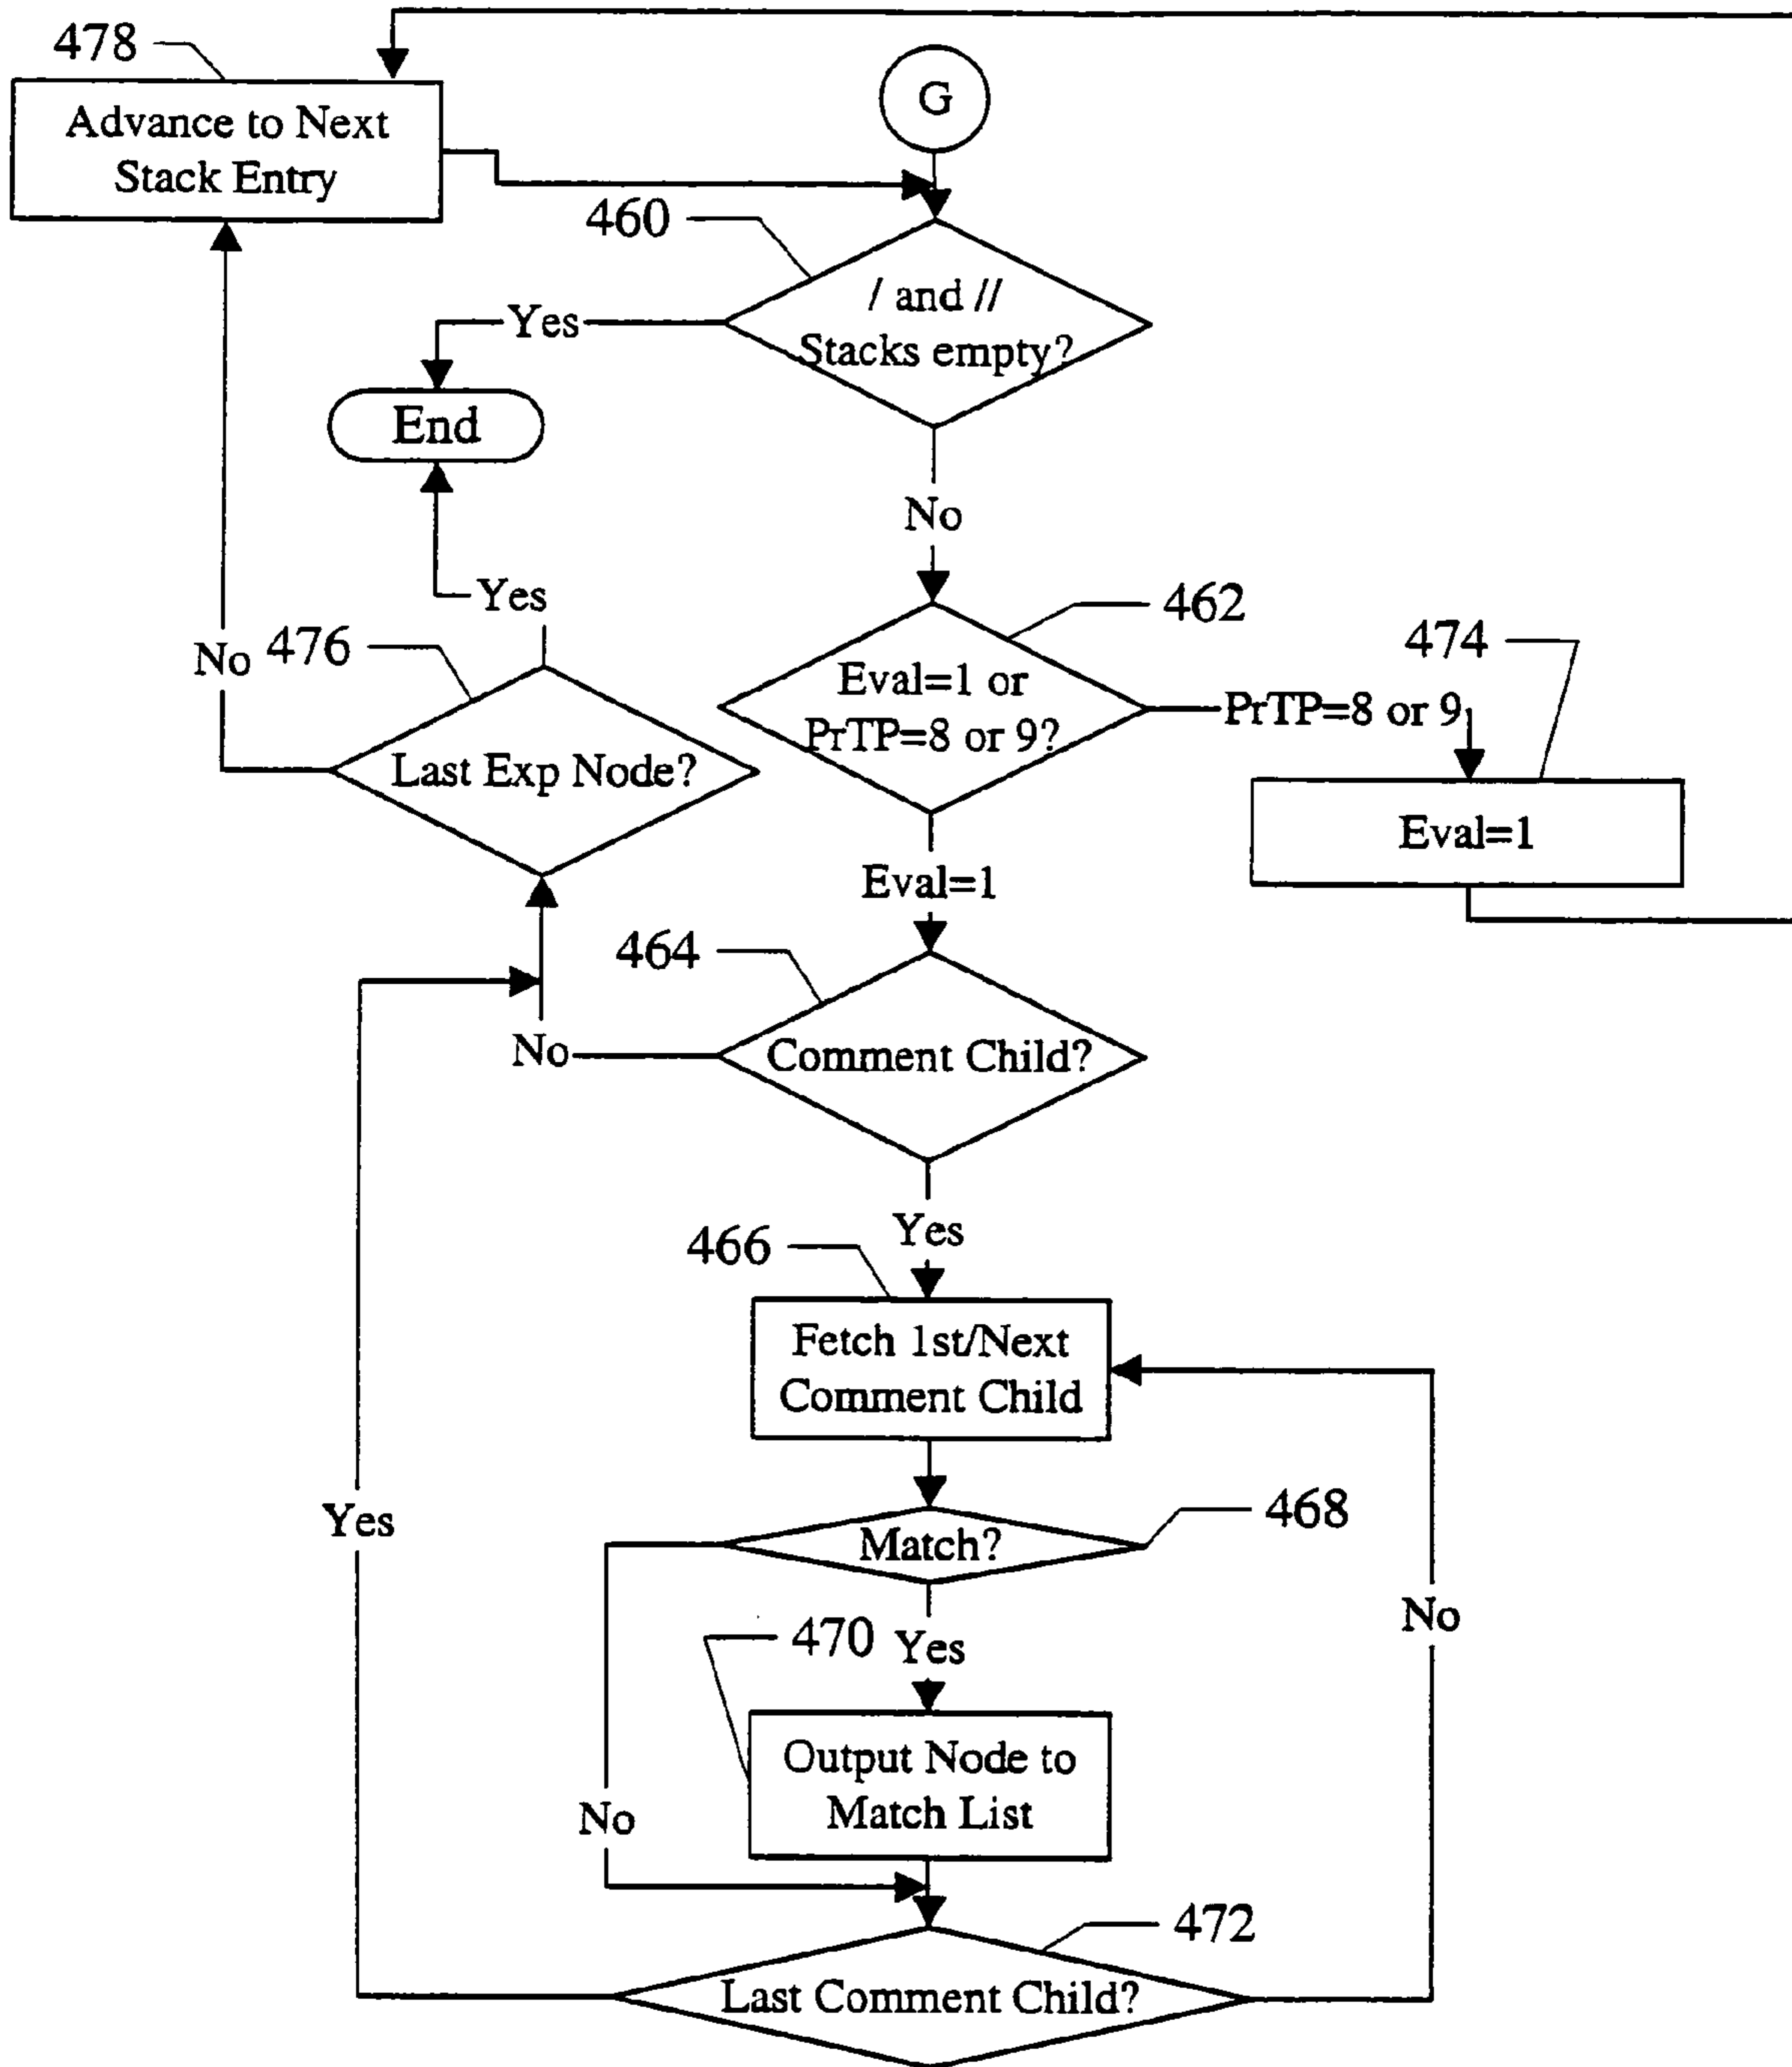 478
G
Advance to Next
Stack Entry
460
/ and //
Stacks empty?
Yes
End
No
Yes
462
474
No
476
Eval=1 or
PrTP=8 or 9?
PrTP=8 or 9
Last Exp Node?
Eval=1
Eval=1
464
No
Comment Child?
Yes
466
Fetch 1st/Next
Comment Child
468
Yes
Match?
No
470
Yes
Output Node to
Match List
No
472
Last Comment Child?